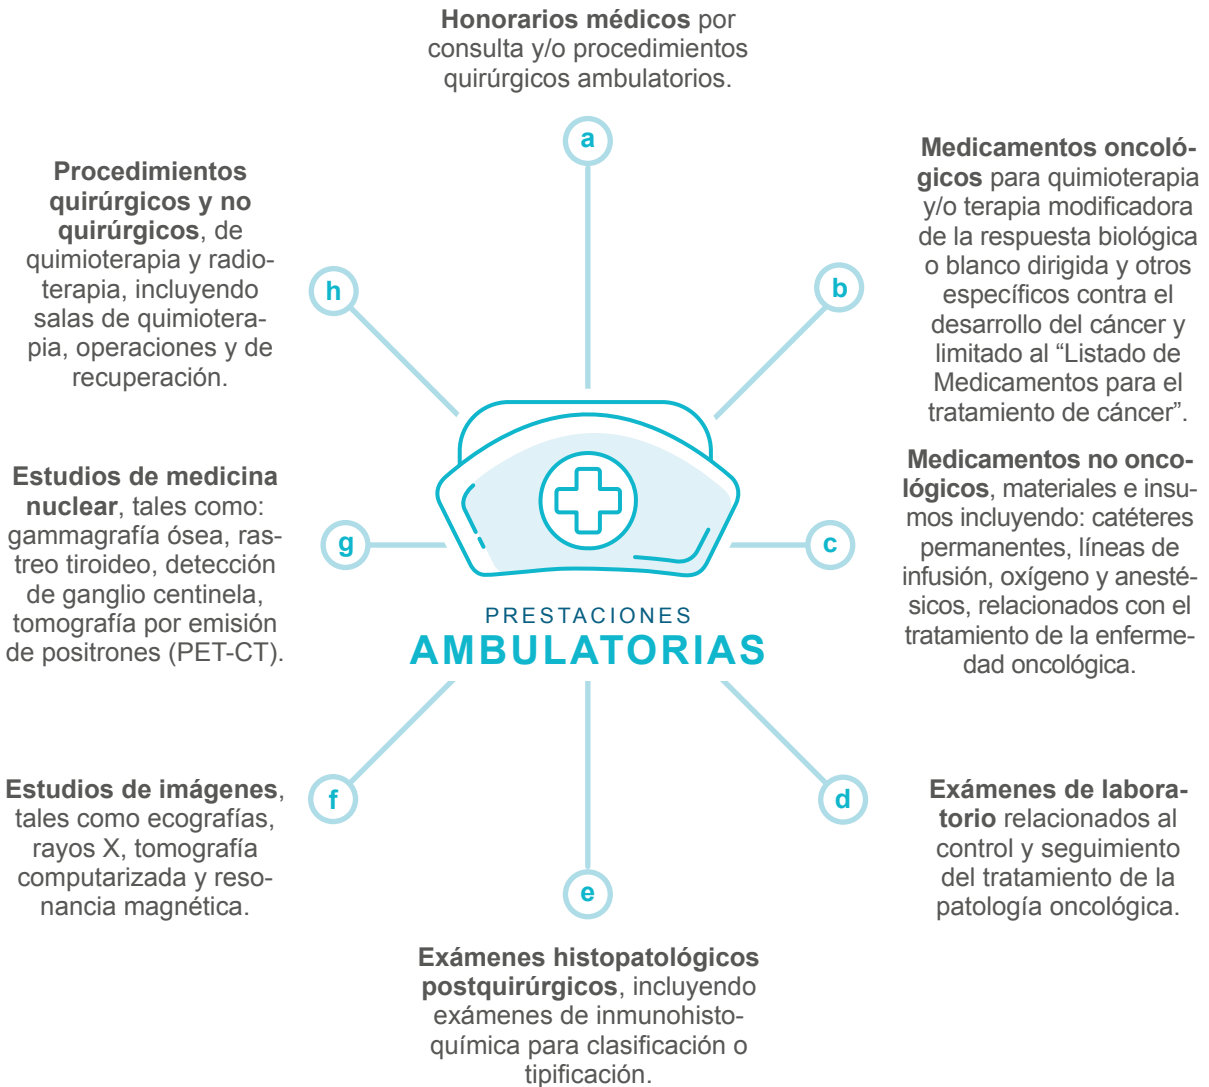 Honorarios médicos por
consulta y/o procedimientos
quirúrgicos ambulatorios.
a
Medicamentos oncoló-
gicos para quimioterapia
y/o terapia modificadora
de la respuesta biológica
o blanco dirigida y otros
específicos contra el
desarrollo del cáncer y
limitado al “Listado de
Medicamentos para el
tratamiento de cáncer”.
b
Medicamentos no onco-
lógicos, materiales e insu-
mos incluyendo: catéteres
permanentes, líneas de
infusión, oxígeno y anesté-
sicos, relacionados con el
tratamiento de la enferme-
dad oncológica.
c
Exámenes de labora-
torio relacionados al
control y seguimiento
del tratamiento de la
patología oncológica.
d
e
Exámenes histopatológicos
postquirúrgicos, incluyendo
exámenes de inmunohisto-
química para clasificación o
tipificación.
f
Estudios de imágenes,
tales como ecografías,
rayos X, tomografía
computarizada y reso-
nancia magnética.
g
Estudios de medicina
nuclear, tales como:
gammagrafía ósea, ras-
treo tiroideo, detección
de ganglio centinela,
tomografía por emisión
de positrones (PET-CT).
h
Procedimientos
quirúrgicos y no
quirúrgicos, de
quimioterapia y radio-
terapia, incluyendo
salas de quimiotera-
pia, operaciones y de
recuperación.
PRESTACIONES
AMBULATORIAS